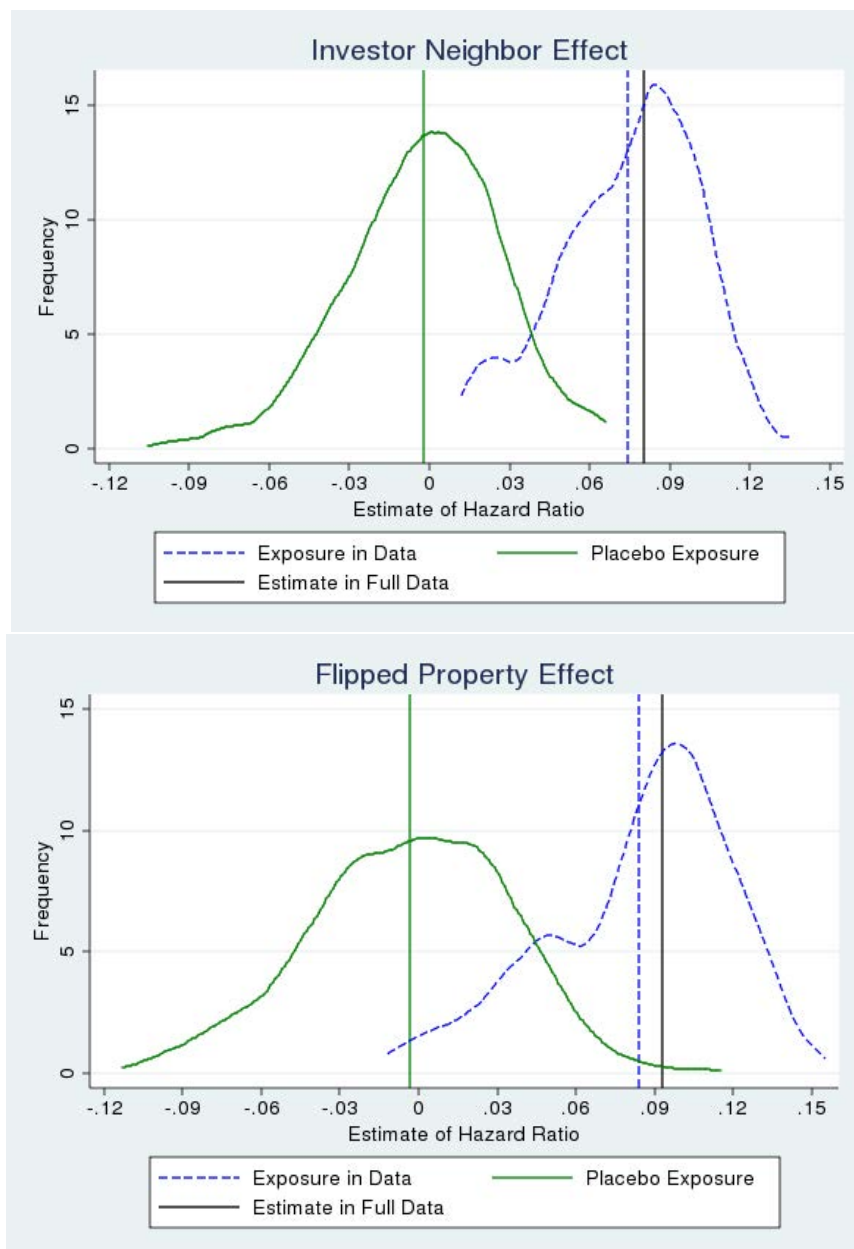 Investor Neighbor Effect
15
10
5
0
Frequency
-.12 -.09 -.06 -.03 0 .03 .06 .09 .12 .15
Estimate of Hazard Ratio
Exposure in Data Placebo Exposure
Estimate in Full Data
Flipped Property Effect
15
10
5
0
Frequency
-.12 -.09 -.06 -.03 0 .03 .06 .09 .12 .15
Estimate of Hazard Ratio
Exposure in Data Placebo Exposure
Estimate in Full Data